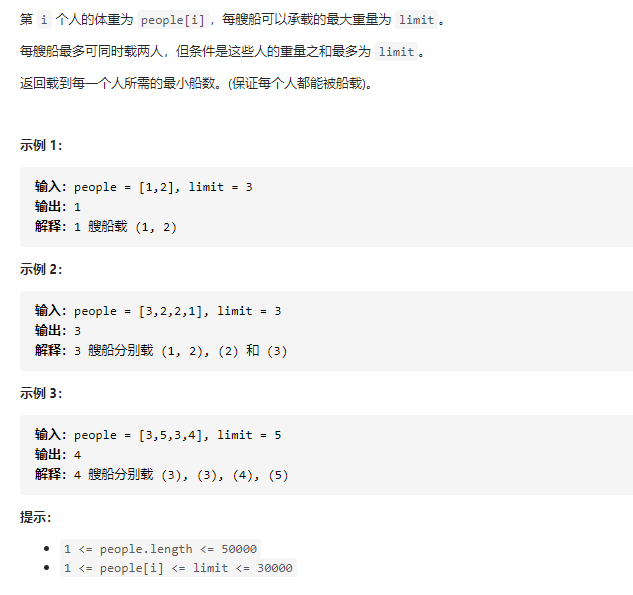 第 i 个人的体重为 people[i]，每艘船可以承载的最大重量为 limit。
每艘船最多可同时载两人，但条件是这些人的重量之和最多为 limit。
返回载到每一个人所需的最小船数。(保证每个人都能被船载)。
示例 1：
输入：people = [1,2], limit = 3
输出：1
解释：1 艘船载 (1, 2)
示例 2：
输入：people = [3,2,2,1], limit = 3
输出：3
解释：3 艘船分别载 (1, 2), (2) 和 (3)
示例 3：
输入：people = [3,5,3,4], limit = 5
输出：4
解释：4 艘船分别载 (3), (3), (4), (5)
提示：
• 1 <= people.length <= 50000
• 1 <= people[i] <= limit <= 30000